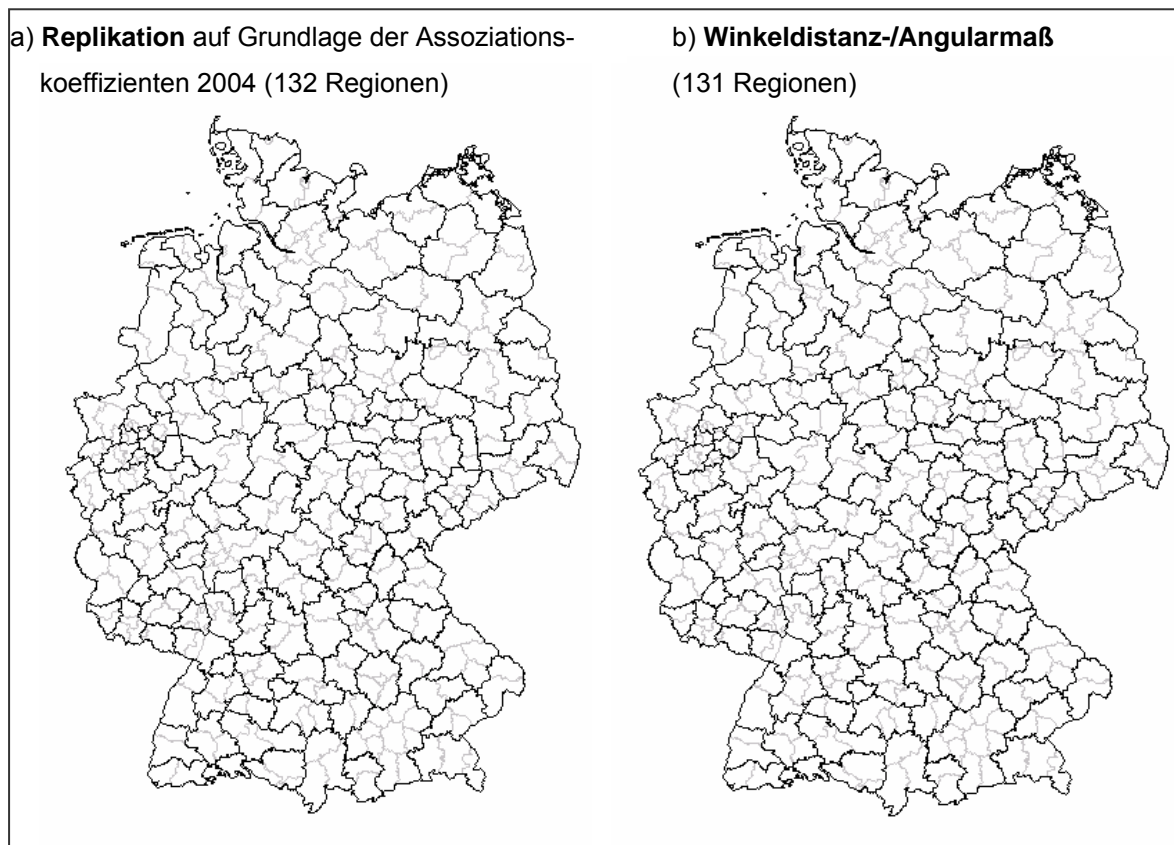 a) Replikation auf Grundlage der Assoziations-
koeffizienten 2004 (132 Regionen)
b) Winkeldistanz-/Angularmaß
(131 Regionen)